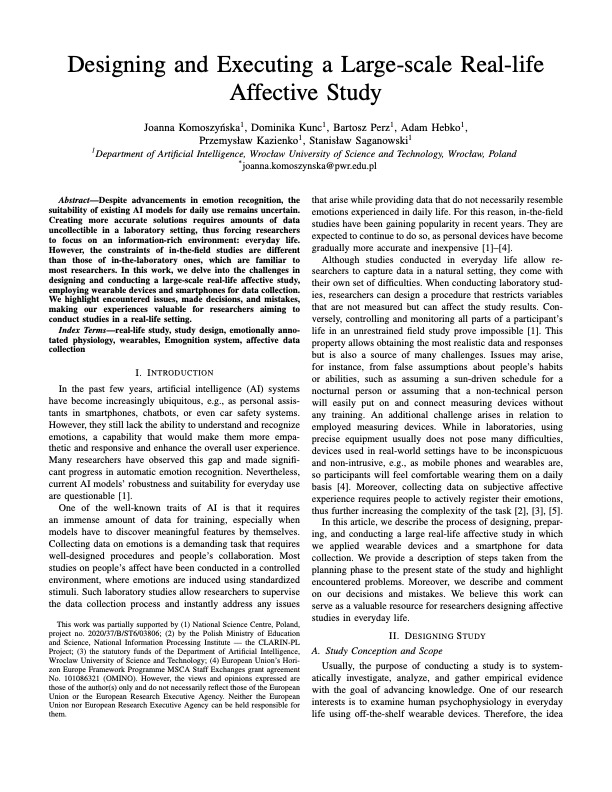 Designing and Executing a Large-scale Real-life
Affective Study
Joanna Komoszyńska¹, Dominika Kunc¹, Bartosz Perz¹, Adam Hebko¹,
Przemysław Kazienko¹, Stanisław Saganowski¹
¹Department of Artificial Intelligence, Wrocław University of Science and Technology, Wrocław, Poland
*joanna.komoszynska@pwr.edu.pl
Abstract—Despite advancements in emotion recognition, the
suitability of existing AI models for daily use remains uncertain.
Creating more accurate solutions requires amounts of data
uncollectible in a laboratory setting, thus forcing researchers
to focus on an information-rich environment: everyday life.
However, the constraints of in-the-field studies are different
than those of in-the-laboratory ones, which are familiar to
most researchers. In this work, we delve into the challenges in
designing and conducting a large-scale real-life affective study,
employing wearable devices and smartphones for data collection.
We highlight encountered issues, made decisions, and mistakes,
making our experiences valuable for researchers aiming to
conduct studies in a real-life setting.
Index Terms—real-life study, study design, emotionally anno-
tated physiology, wearables, Emognition system, affective data
collection
I. Introduction
In the past few years, artificial intelligence (AI) systems
have become increasingly ubiquitous, e.g., as personal assis-
tants in smartphones, chatbots, or even car safety systems.
However, they still lack the ability to understand and recognize
emotions, a capability that would make them more empa-
thetic and responsive and enhance the overall user experience.
Many researchers have observed this gap and made signifi-
cant progress in automatic emotion recognition. Nevertheless,
current AI models' robustness and suitability for everyday use
are questionable [1].
One of the well-known traits of AI is that it requires
an immense amount of data for training, especially when
models have to discover meaningful features by themselves.
Collecting data on emotions is a demanding task that requires
well-designed procedures and people's collaboration. Most
studies on people's affect have been conducted in a controlled
environment, where emotions are induced using standardized
stimuli. Such laboratory studies allow researchers to supervise
the data collection process and instantly address any issues
This work was partially supported by (1) National Science Centre, Poland,
project no. 2020/37/B/ST6/03806; (2) by the Polish Ministry of Education
and Science, National Information Processing Institute — the CLARIN-PL
Project; (3) the statutory funds of the Department of Artificial Intelligence,
Wroclaw University of Science and Technology; (4) European Union's Hori-
zon Europe Framework Programme MSCA Staff Exchanges grant agreement
No. 101086321 (OMINO). However, the views and opinions expressed are
those of the author(s) only and do not necessarily reflect those of the European
Union or the European Research Executive Agency. Neither the European
Union nor European Research Executive Agency can be held responsible for
them.
that arise while providing data that do not necessarily resemble
emotions experienced in daily life. For this reason, in-the-field
studies have been gaining popularity in recent years. They are
expected to continue to do so, as personal devices have become
gradually more accurate and inexpensive [1]–[4].
Although studies conducted in everyday life allow re-
searchers to capture data in a natural setting, they come with
their own set of difficulties. When conducting laboratory stud-
ies, researchers can design a procedure that restricts variables
that are not measured but can affect the study results. Con-
versely, controlling and monitoring all parts of a participant's
life in an unrestrained field study prove impossible [1]. This
property allows obtaining the most realistic data and responses
but is also a source of many challenges. Issues may arise,
for instance, from false assumptions about people's habits
or abilities, such as assuming a sun-driven schedule for a
nocturnal person or assuming that a non-technical person
will easily put on and connect measuring devices without
any training. An additional challenge arises in relation to
employed measuring devices. While in laboratories, using
precise equipment usually does not pose many difficulties,
devices used in real-world settings have to be inconspicuous
and non-intrusive, e.g., as mobile phones and wearables are,
so participants will feel comfortable wearing them on a daily
basis [4]. Moreover, collecting data on subjective affective
experience requires people to actively register their emotions,
thus further increasing the complexity of the task [2], [3], [5].
In this article, we describe the process of designing, prepar-
ing, and conducting a large real-life affective study in which
we applied wearable devices and a smartphone for data
collection. We provide a description of steps taken from the
planning phase to the present state of the study and highlight
encountered problems. Moreover, we describe and comment
on our decisions and mistakes. We believe this work can
serve as a valuable resource for researchers designing affective
studies in everyday life.
II. Designing Study
A. Study Conception and Scope
Usually, the purpose of conducting a study is to system-
atically investigate, analyze, and gather empirical evidence
with the goal of advancing knowledge. One of our research
interests is to examine human psychophysiology in everyday
life using off-the-shelf wearable devices. Therefore, the idea